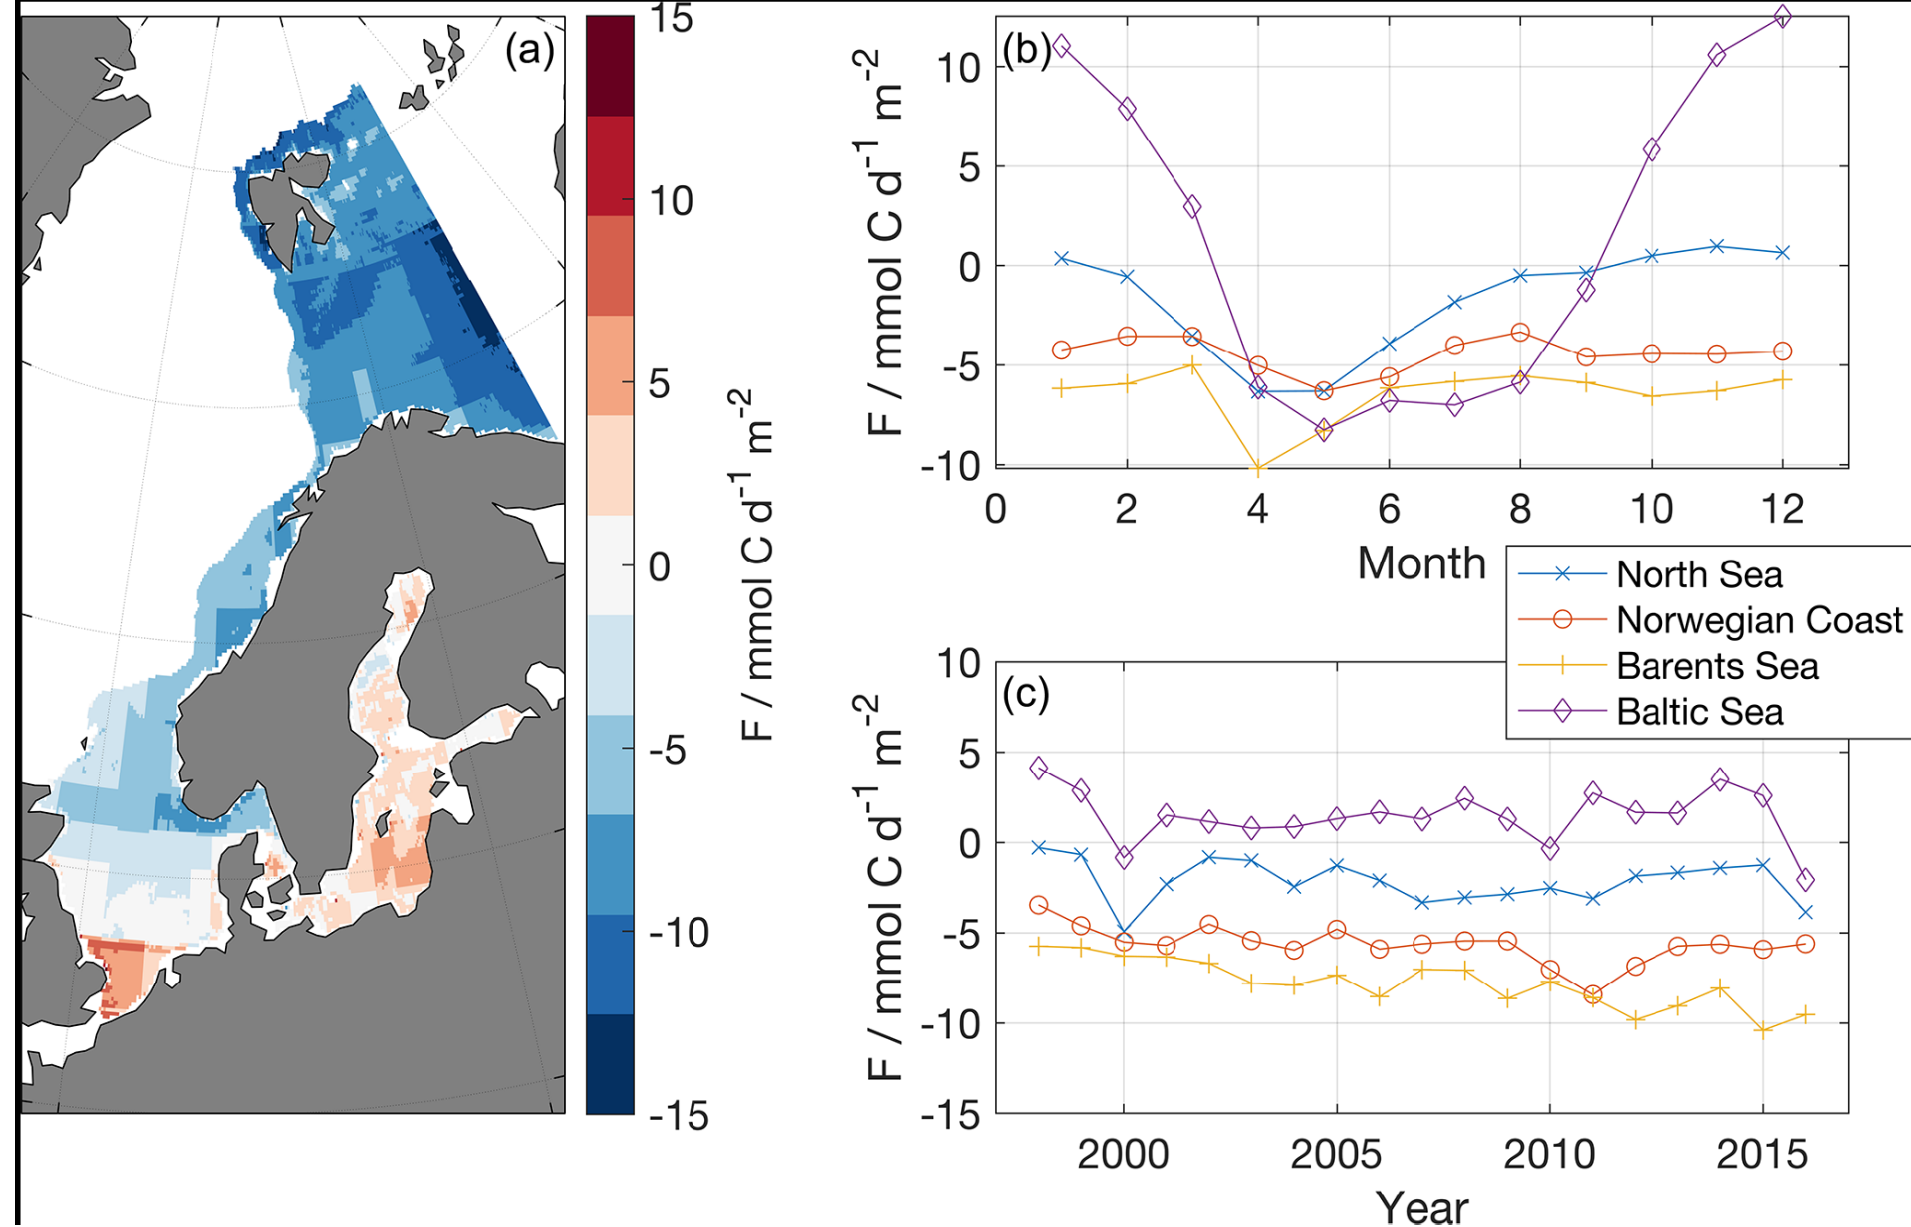 (a)
15
10
5
0
-5
-10
-15
F / mmol C d-1 m-2
(b)
10
5
0
-5
-10
F / mmol C d-1 m-2
0 2 4 6 8 10 12
Month
North Sea
Norwegian Coast
Barents Sea
Baltic Sea
(c)
10
5
0
-5
-10
-15
F / mmol C d-1 m-2
2000 2005 2010 2015
Year